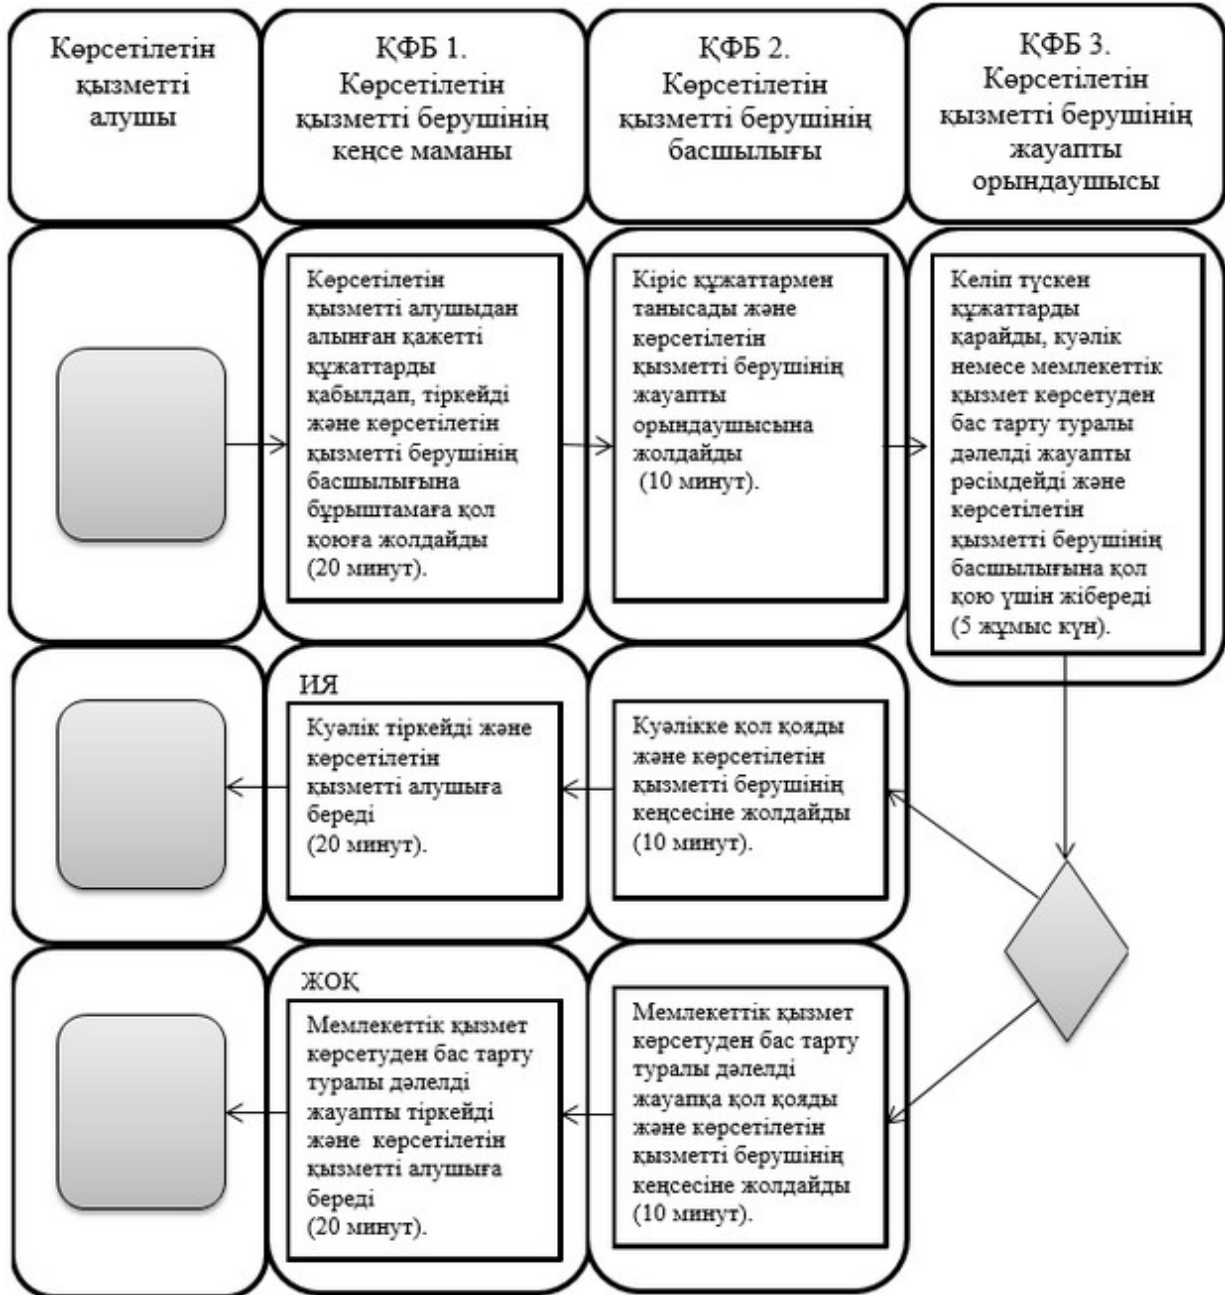 Көрсетілетін
қызметті
алушы
ҚФБ 1.
Көрсетілетін
қызметті берушінің
кеңсе маманы
ҚФБ 2.
Көрсетілетін
қызметті берушінің
басшылығы
ҚФБ 3.
Көрсетілетін
қызметті берушінің
жауапты
орындаушысы
Көрсетілетін
қызметті алушыдан
алынған қажетті
құжаттарды
қабылдап, тіркейді
және көрсетілетін
қызметті берушінің
басшылығына
бұрыштамаға қол
қоюға жолдайды
(20 минут).
Кіріс құжаттармен
танысады және
көрсетілетін
қызметті берушінің
жауапты
орындаушысына
жолдайды
(10 минут).
Келіп түскен
құжаттарды
қарайды, куәлік
немесе мемлекеттік
қызмет көрсетуден
бас тарту туралы
дәлелді жауапты
рәсімдейді және
көрсетілетін
қызметті берушінің
басшылығына қол
қою үшін жібереді
(5 жұмыс күн).
ИЯ
Куәлік тіркейді және
көрсетілетін
қызметті алушыға
береді
(20 минут).
Куәлікке қол қояды
және көрсетілетін
қызметті берушінің
кеңсесіне жолдайды
(10 минут).
ЖОҚ
Мемлекеттік қызмет
көрсетуден бас тарту
туралы дәлелді
жауапты тіркейді
және көрсетілетін
қызметті алушыға
береді
(20 минут).
Мемлекеттік қызмет
көрсетуден бас тарту
туралы дәлелді
жауапқа қол қояды
және көрсетілетін
қызметті берушінің
кеңсесіне жолдайды
(10 минут).